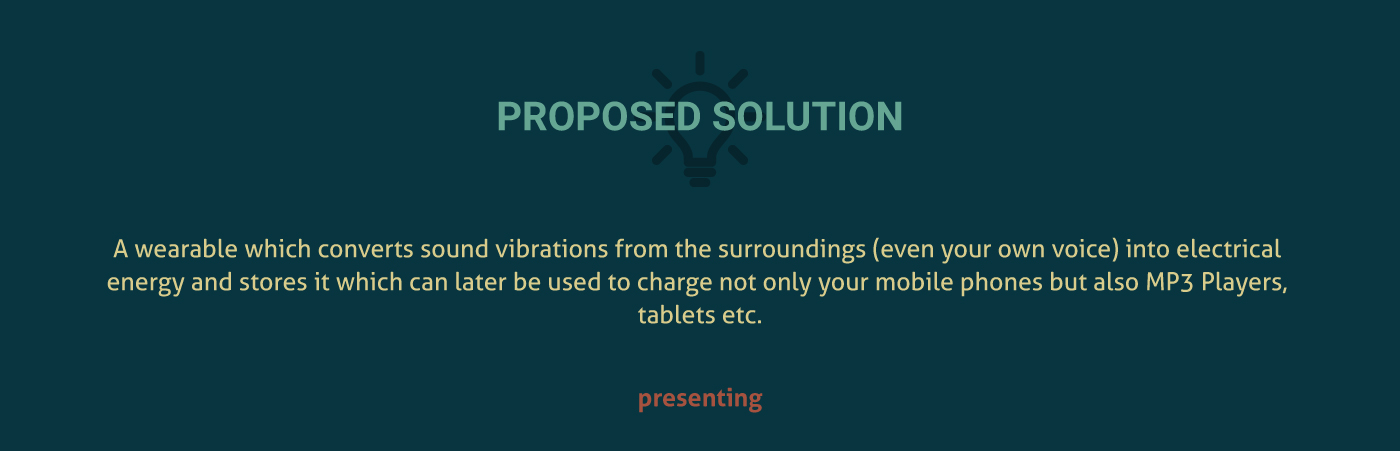 PROPOSED SOLUTION
A wearable which converts sound vibrations from the surroundings (even your own voice) into electrical
energy and stores it which can later be used to charge not only your mobile phones but also MP3 Players,
tablets etc.
presenting